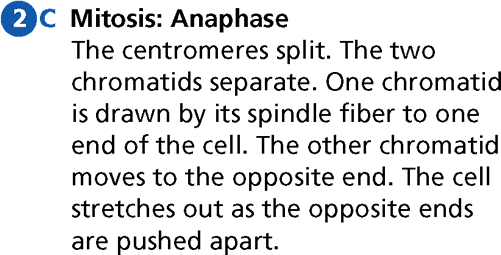 2 C Mitosis: Anaphase
The centromeres split. The two
chromatids separate. One chromatid
is drawn by its spindle fiber to one
end of the cell. The other chromatid
moves to the opposite end. The cell
stretches out as the opposite ends
are pushed apart.